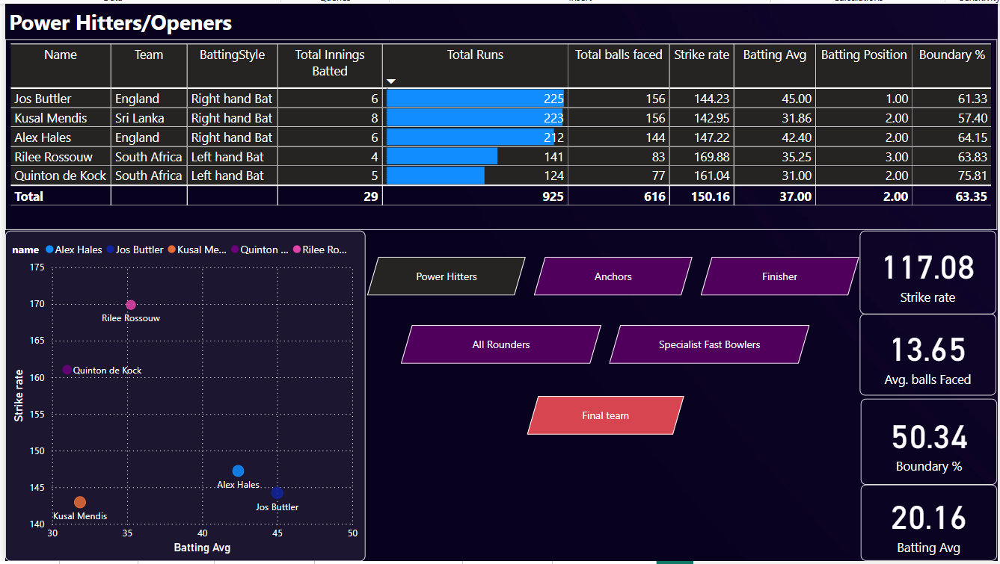 Power Hitters/Openers
Name Team BattingStyle Total Innings Batted Total Runs Total balls faced Strike rate Batting Avg Batting Position Boundary %
Jos Buttler England Right hand Bat 6 225 156 144.23 45.00 1.00 61.33
Kusal Mendis Sri Lanka Right hand Bat 8 223 156 142.95 31.86 2.00 57.40
Alex Hales England Right hand Bat 6 212 144 147.22 42.40 2.00 64.15
Rilee Rossouw South Africa Left hand Bat 4 141 83 169.88 35.25 3.00 63.83
Quinton de Kock South Africa Left hand Bat 5 124 77 161.04 31.00 2.00 75.81
Total 29 925 616 150.16 37.00 2.00 63.35
name Alex Hales Jos Buttler Kusal Me... Quinton ... Rilee Ro...
175
170
165
160
155
150
145
140
Strike rate
Rilee Rossouw
Quinton de Kock
Alex Hales
Jos Buttler
Kusal Mendis
30 35 40 45 50
Batting Avg
Power Hitters Anchors Finisher
All Rounders Specialist Fast Bowlers
Final team
117.08
Strike rate
13.65
Avg. balls Faced
50.34
Boundary %
20.16
Batting Avg